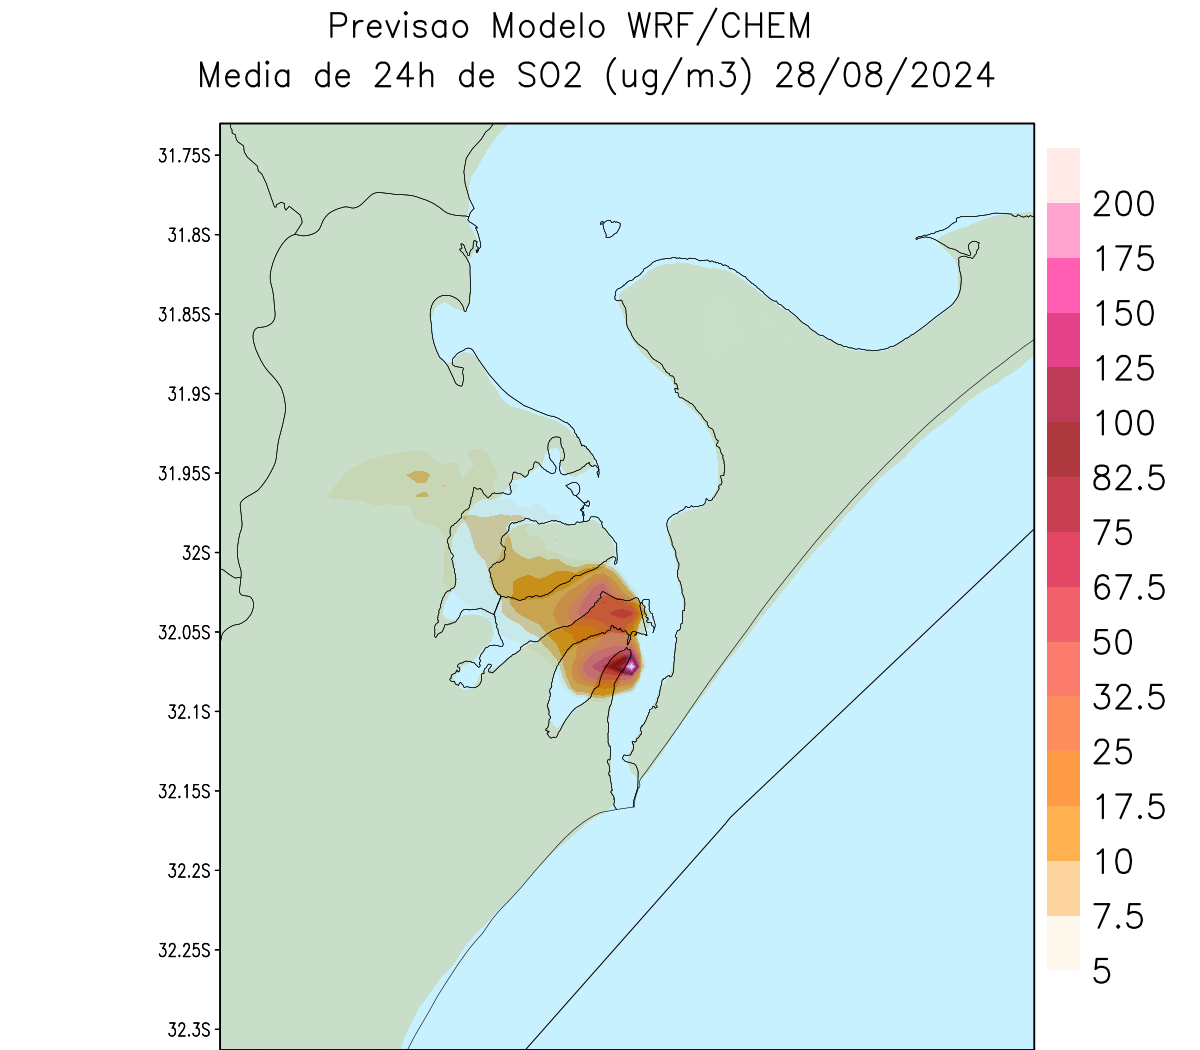 Previsao Modelo WRF/CHEM
Media de 24h de SO2 (ug/m3) 28/08/2024
31.75S
31.8S
31.85S
31.9S
31.95S
32S
32.05S
32.1S
32.15S
32.2S
32.25S
32.3S
200
175
150
125
100
82.5
75
67.5
50
32.5
25
17.5
10
7.5
5